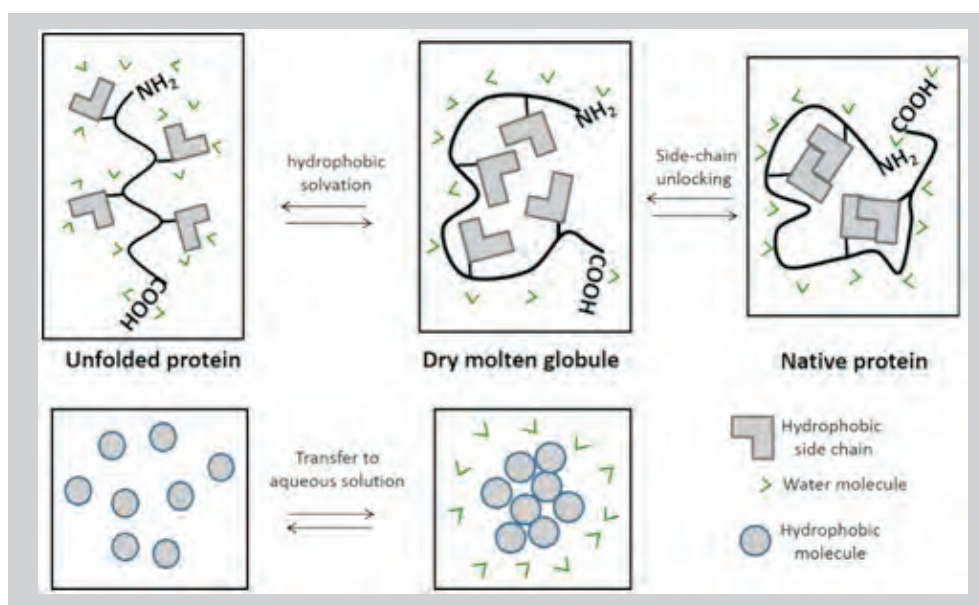 NH₂
COOH
Unfolded protein
hydrophobic
solvation
NH₂
COOH
Dry molten globule
Side-chain
unlocking
COOH
NH₂
Native protein
Transfer to
aqueous solution
Hydrophobic
side chain
Water molecule
Hydrophobic
molecule